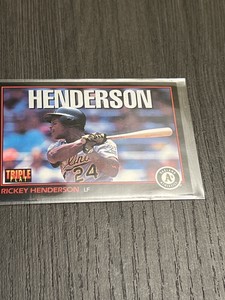 HENDERSON
24
TRIPLE
PLAY
RICKEY HENDERSON LF
A's